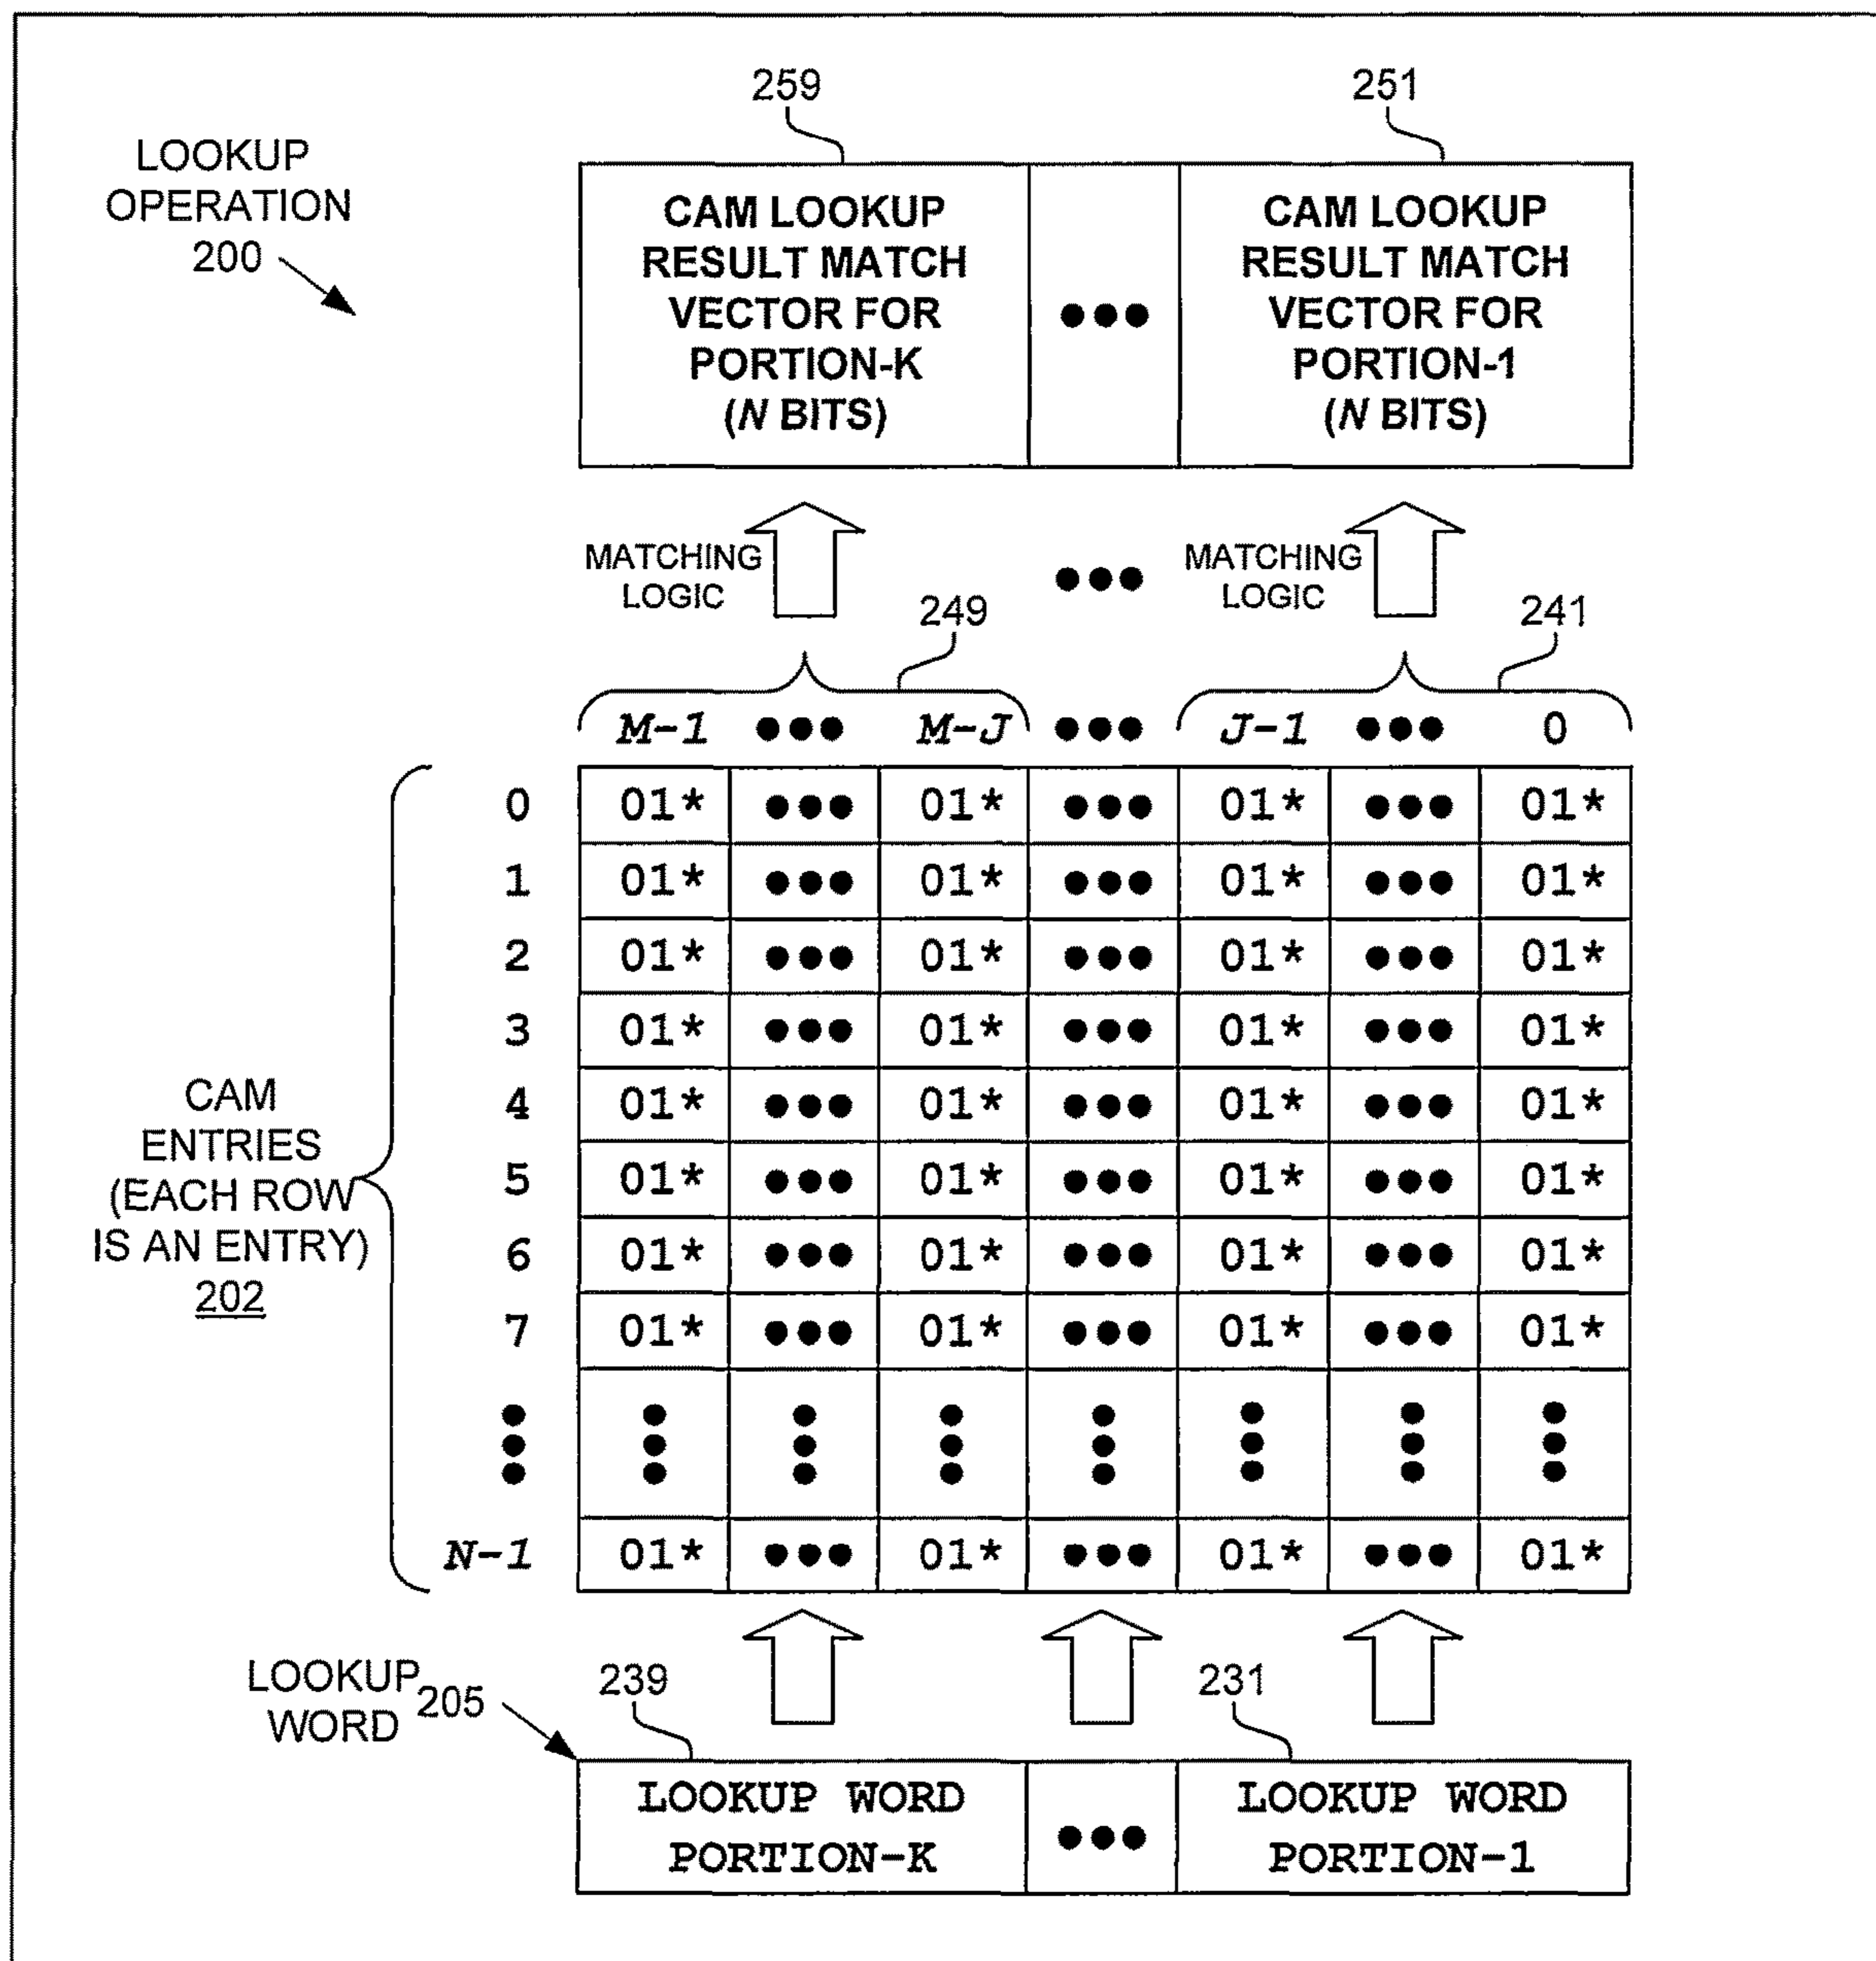 259 251
LOOKUP
OPERATION
200
CAM LOOKUP
RESULT MATCH
VECTOR FOR
PORTION-K
(N BITS)
●●●
CAM LOOKUP
RESULT MATCH
VECTOR FOR
PORTION-1
(N BITS)
MATCHING
LOGIC
●●●
MATCHING
LOGIC
249 241
M-1 ●●● M-J ●●● J-1 ●●● 0
0 01* ●●● 01* ●●● 01* ●●● 01*
1 01* ●●● 01* ●●● 01* ●●● 01*
2 01* ●●● 01* ●●● 01* ●●● 01*
3 01* ●●● 01* ●●● 01* ●●● 01*
4 01* ●●● 01* ●●● 01* ●●● 01*
5 01* ●●● 01* ●●● 01* ●●● 01*
6 01* ●●● 01* ●●● 01* ●●● 01*
7 01* ●●● 01* ●●● 01* ●●● 01*
N-1 01* ●●● 01* ●●● 01* ●●● 01*
CAM
ENTRIES
(EACH ROW
IS AN ENTRY)
202
LOOKUP
WORD
205
239 231
LOOKUP WORD
PORTION-K
●●●
LOOKUP WORD
PORTION-1